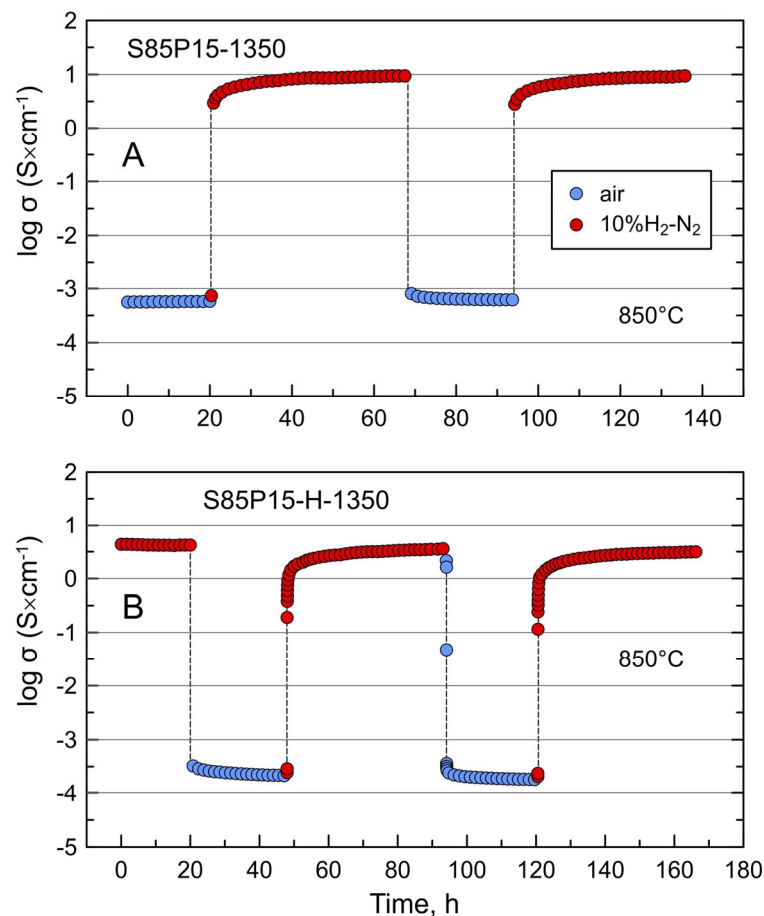 S85P15-1350
2
1
0
-1
-2
-3
-4
-5
log σ (S×cm⁻¹)
A
air
10%H₂-N₂
850°C
0 20 40 60 80 100 120 140
S85P15-H-1350
2
1
0
-1
-2
-3
-4
-5
log σ (S×cm⁻¹)
B
850°C
0 20 40 60 80 100 120 140 160 180
Time, h